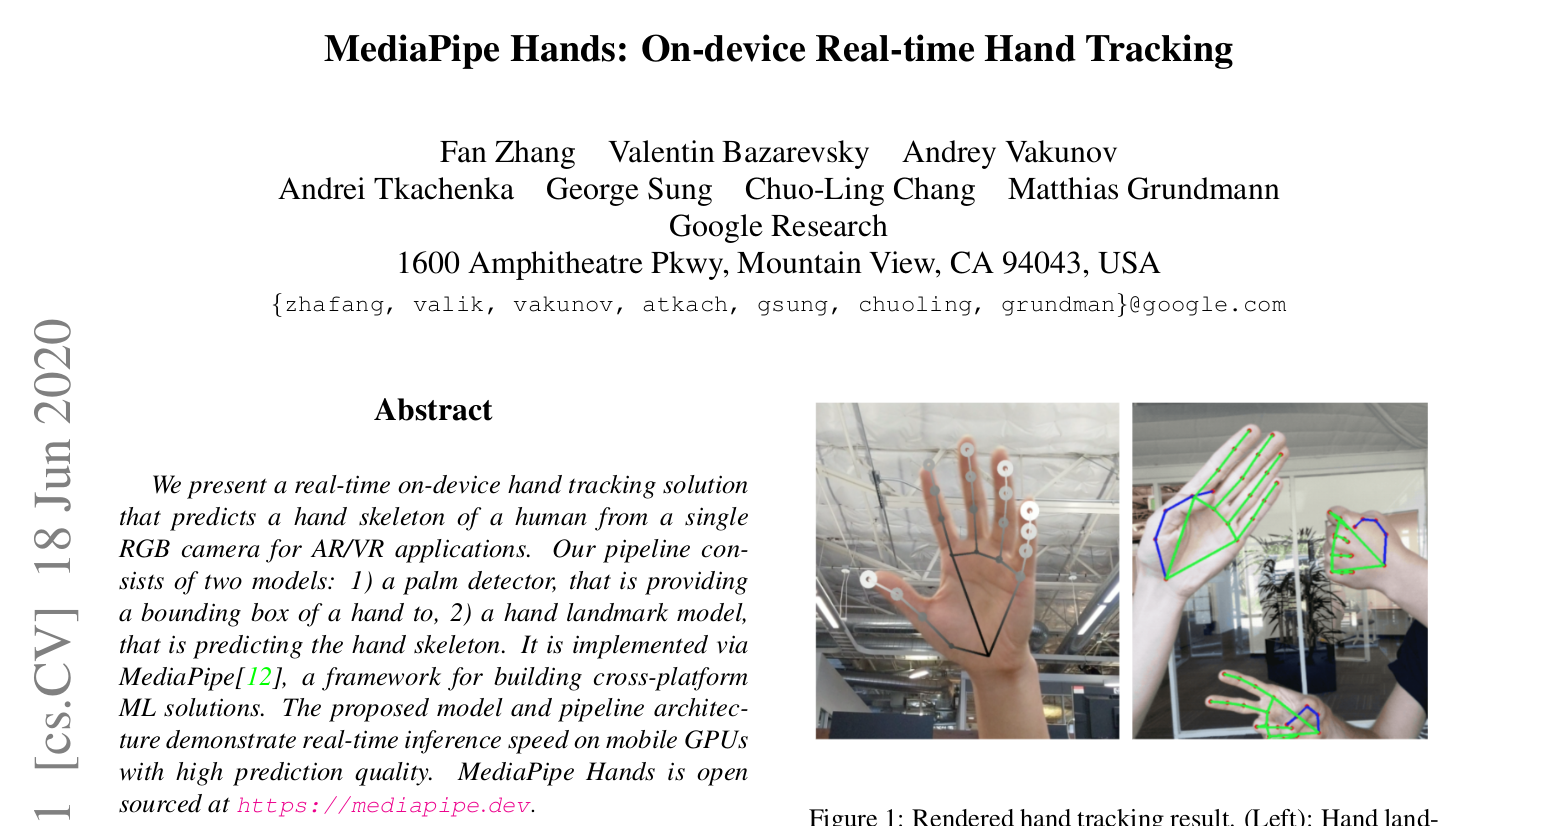 MediaPipe Hands: On-device Real-time Hand Tracking
Fan Zhang Valentin Bazarevsky Andrey Vakunov
Andrei Tkachenka George Sung Chuo-Ling Chang Matthias Grundmann
Google Research
1600 Amphitheatre Pkwy, Mountain View, CA 94043, USA
{zhafang, valik, vakunov, atkach, gsung, chuoling, grundman}@google.com
1 [cs.CV] 18 Jun 2020
Abstract
We present a real-time on-device hand tracking solution
that predicts a hand skeleton of a human from a single
RGB camera for AR/VR applications. Our pipeline con-
sists of two models: 1) a palm detector, that is providing
a bounding box of a hand to, 2) a hand landmark model,
that is predicting the hand skeleton. It is implemented via
MediaPipe[12], a framework for building cross-platform
ML solutions. The proposed model and pipeline architec-
ture demonstrate real-time inference speed on mobile GPUs
with high prediction quality. MediaPipe Hands is open
sourced at https://mediapipe.dev.
Figure 1: Rendered hand tracking result. (Left): Hand land-